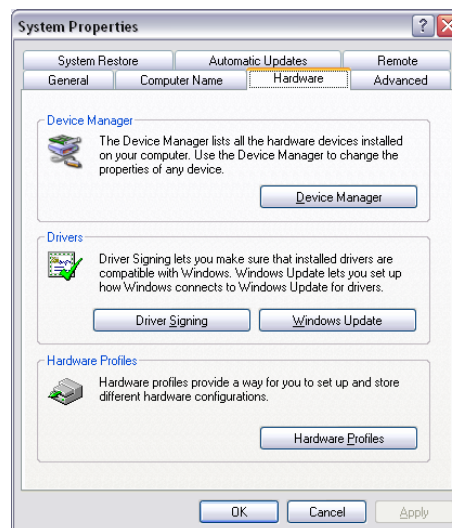 System Properties
System Restore
Automatic Updates
Remote
General
Computer Name
Hardware
Advanced
Device Manager
The Device Manager lists all the hardware devices installed
on your computer. Use the Device Manager to change the
properties of any device.
Device Manager
Drivers
Driver Signing lets you make sure that installed drivers are
compatible with Windows. Windows Update lets you set up
how Windows connects to Windows Update for drivers.
Driver Signing
Windows Update
Hardware Profiles
Hardware profiles provide a way for you to set up and store
different hardware configurations.
Hardware Profiles
OK
Cancel
Apply